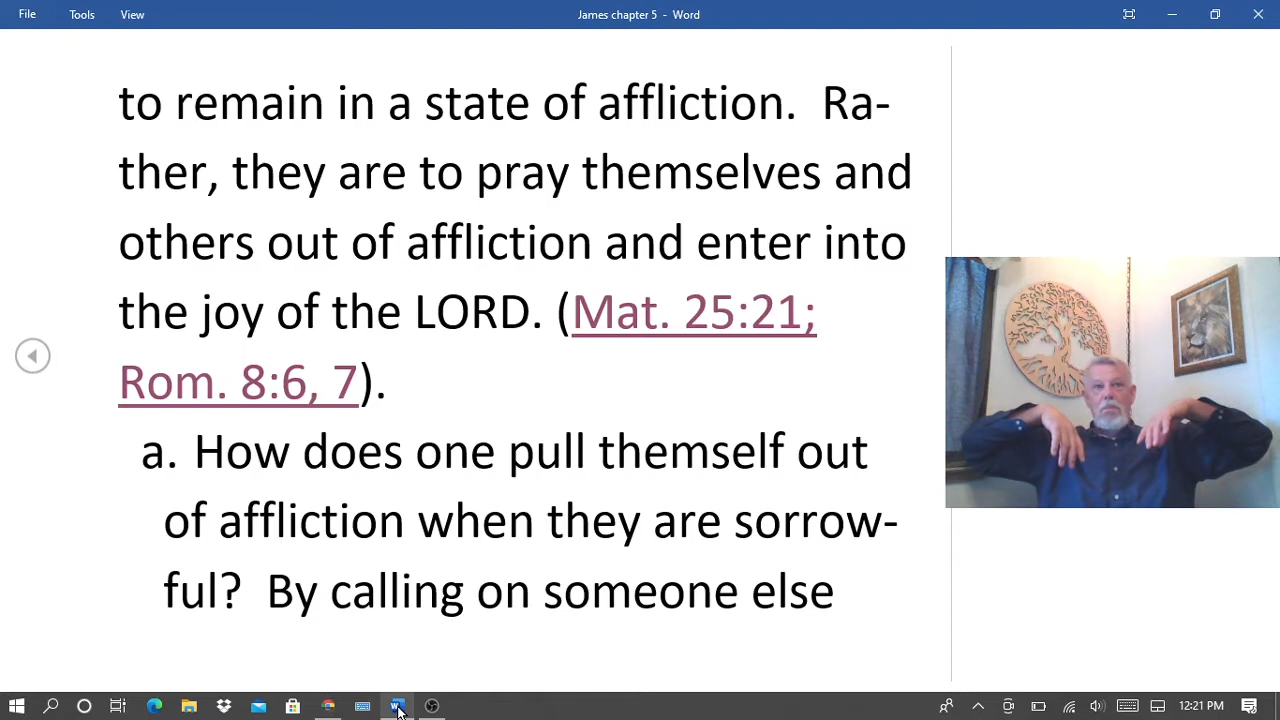 File Tools View James chapter 5 - Word
to remain in a state of affliction. Ra-
ther, they are to pray themselves and
others out of affliction and enter into
the joy of the LORD. (Mat. 25:21;
Rom. 8:6, 7).
a. How does one pull themself out
of affliction when they are sorrow-
ful? By calling on someone else
12:21 PM